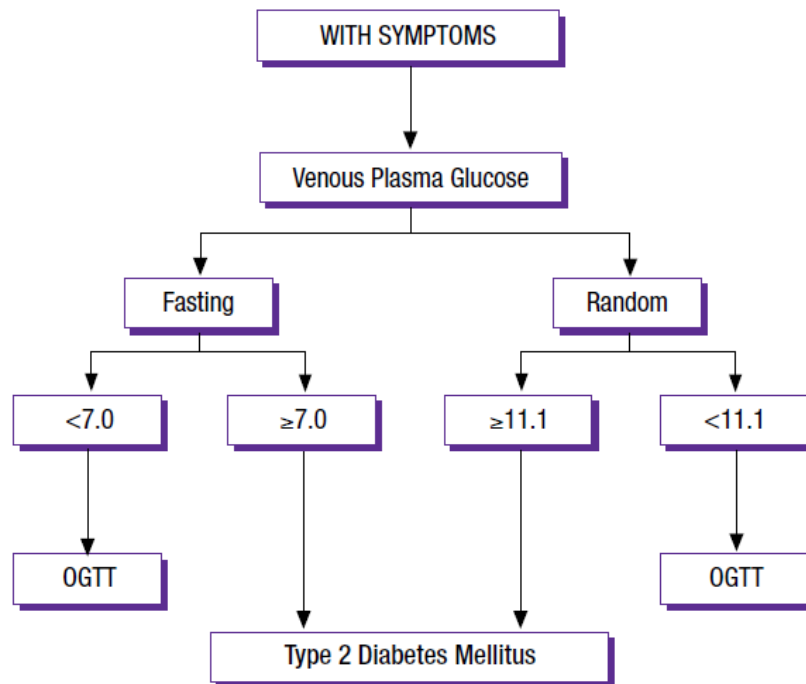 WITH SYMPTOMS
Venous Plasma Glucose
Fasting
Random
<7.0
≥7.0
≥11.1
<11.1
OGTT
OGTT
Type 2 Diabetes Mellitus